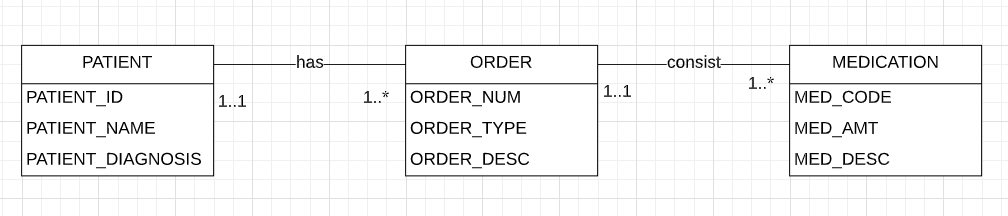 PATIENT
PATIENT_ID
PATIENT_NAME
PATIENT_DIAGNOSIS
has
1..1
1..*
ORDER
ORDER_NUM
ORDER_TYPE
ORDER_DESC
consist
1..1
1..*
MEDICATION
MED_CODE
MED_AMT
MED_DESC